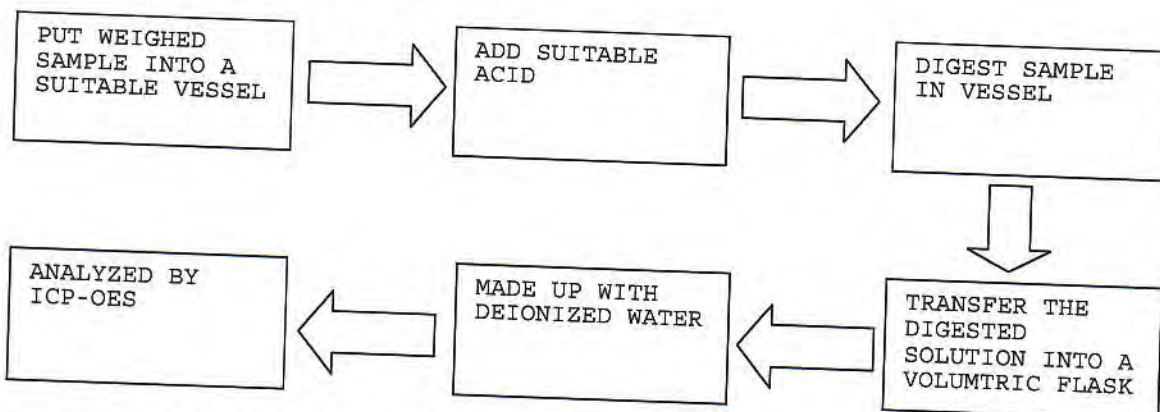 PUT WEIGHED
SAMPLE INTO A
SUITABLE VESSEL
ADD SUITABLE
ACID
DIGEST SAMPLE
IN VESSEL
TRANSFER THE
DIGESTED
SOLUTION INTO A
VOLUMTRIC FLASK
MADE UP WITH
DEIONIZED WATER
ANALYZED BY
ICP-OES